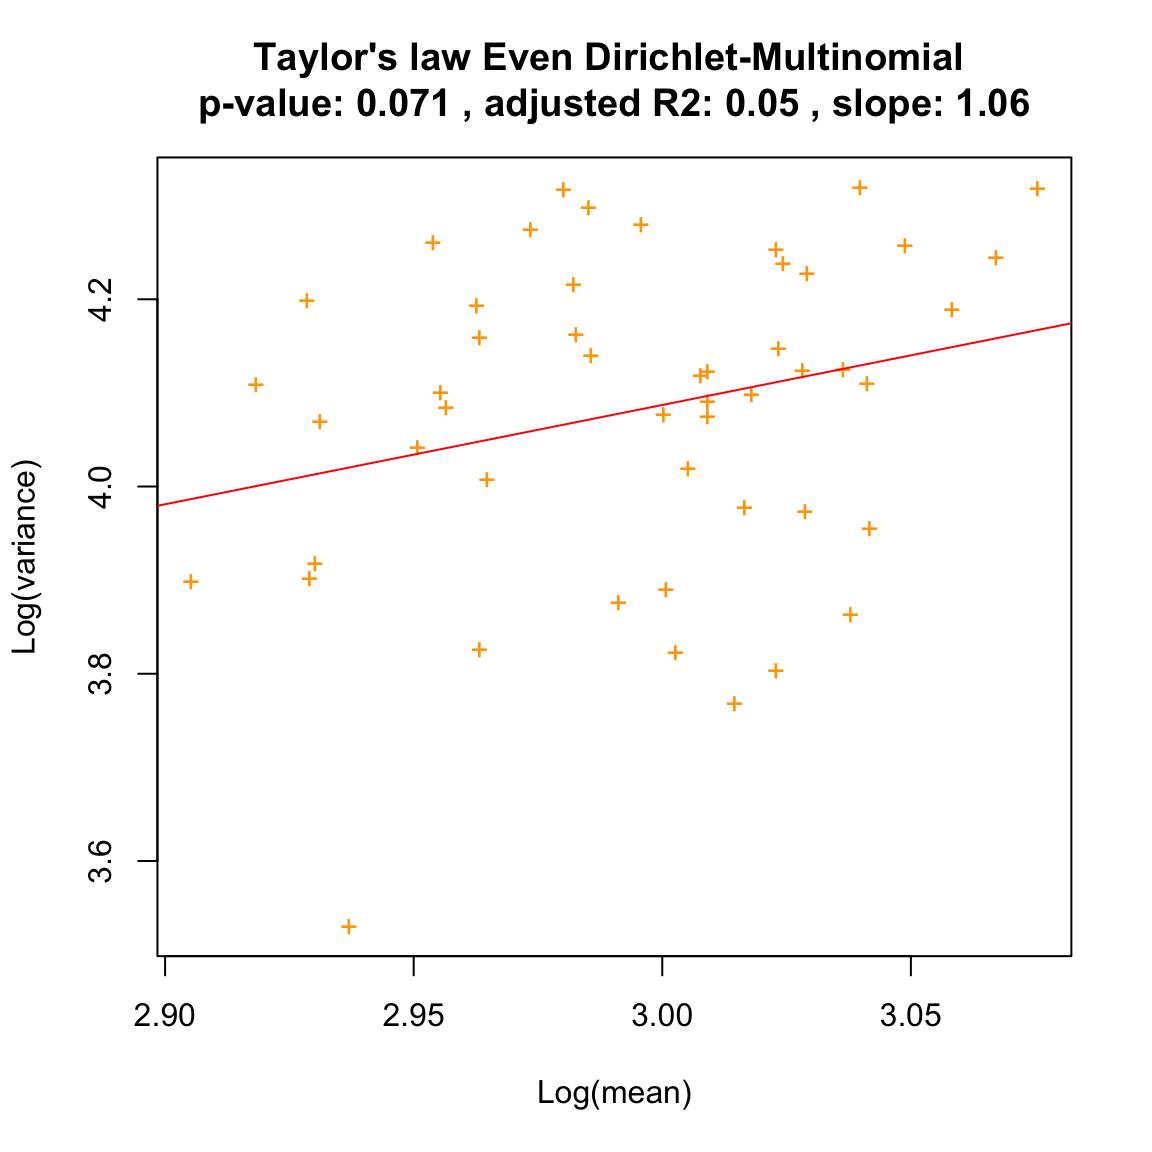 Taylor's law Even Dirichlet-Multinomial
p-value: 0.071 , adjusted R2: 0.05 , slope: 1.06
Log(variance)
4.2
4.0
3.8
3.6
2.90 2.95 3.00 3.05
Log(mean)